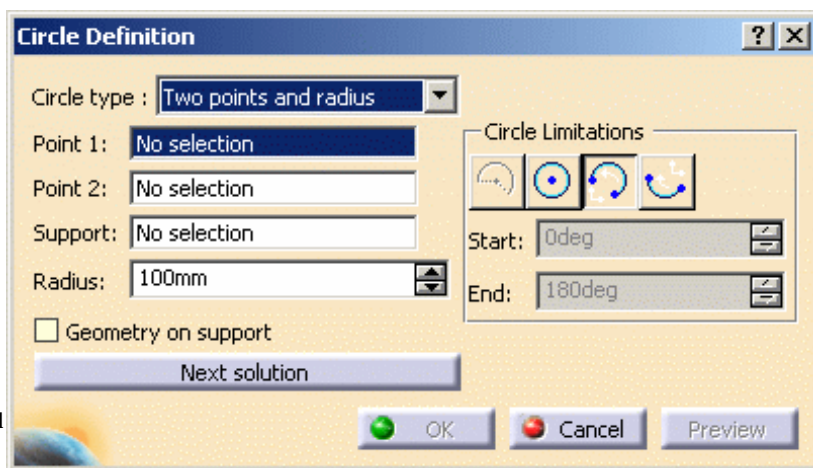 Circle Definition
Circle type : Two points and radius
Point 1: No selection
Point 2: No selection
Support: No selection
Radius: 100mm
Geometry on support
Next solution
Circle Limitations
Start: 0deg
End: 180deg
OK Cancel Preview